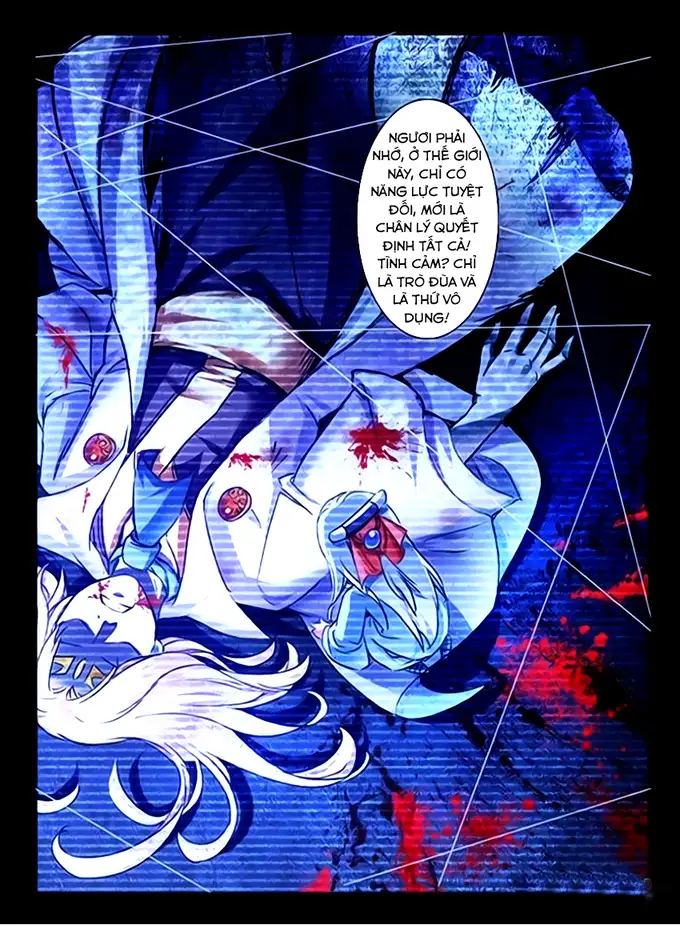 NGƯƠI PHẢI
NHỚ, Ở THẾ GIỚI
NÀY, CHỈ CÓ
NĂNG LỰC TUYỆT
ĐỐI, MỚI LÀ
CHÂN LÝ QUYẾT
ĐỊNH TẤT CẢ!
TÌNH CẢM? CHỈ
LÀ TRÒ ĐÙA VÀ
LÀ THỨ VÔ
DỤNG!